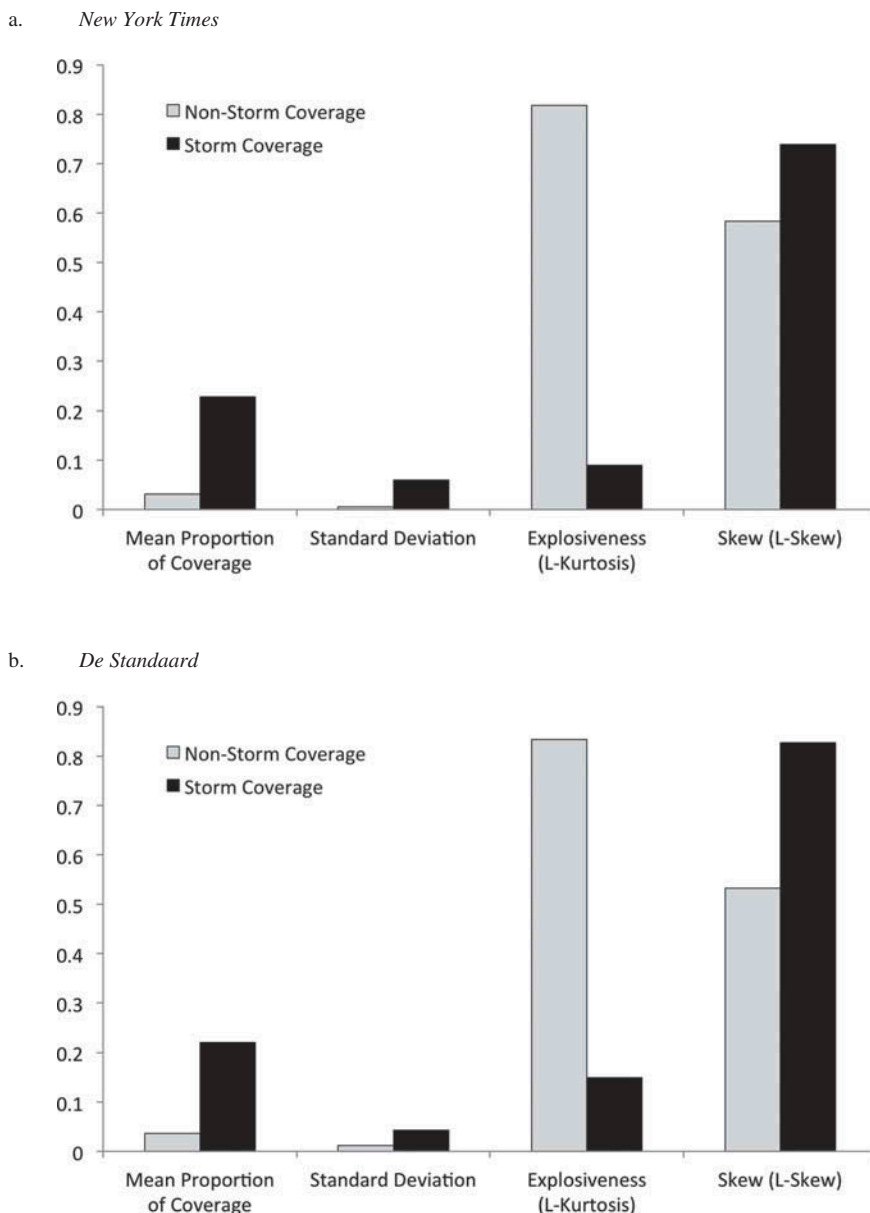 a. New York Times
0.9
0.8
0.7
0.6
0.5
0.4
0.3
0.2
0.1
0
Non-Storm Coverage
Storm Coverage
Mean Proportion
of Coverage
Standard Deviation
Explosiveness
(L-Kurtosis)
Skew (L-Skew)
b. De Standaard
0.9
0.8
0.7
0.6
0.5
0.4
0.3
0.2
0.1
0
Non-Storm Coverage
Storm Coverage
Mean Proportion
of Coverage
Standard Deviation
Explosiveness
(L-Kurtosis)
Skew (L-Skew)